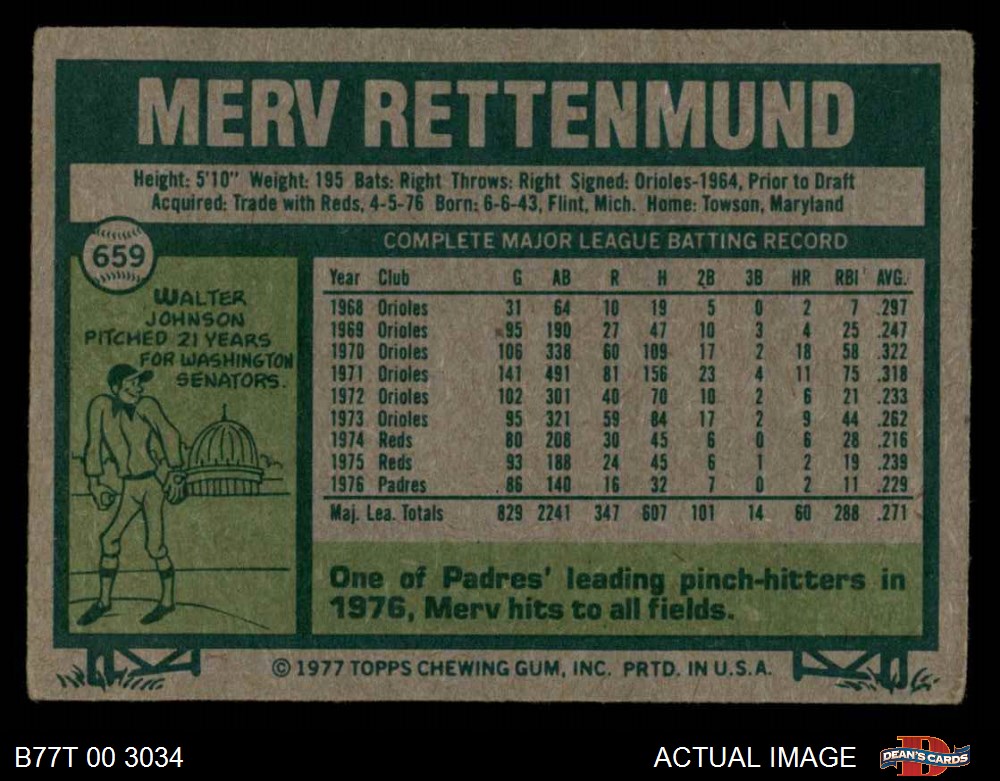 MERV RETTENMUND
Height: 5'10" Weight: 195 Bats: Right Throws: Right Signed: Orioles-1964, Prior to Draft
Acquired: Trade with Reds, 4-5-76 Born: 6-6-43, Flint, Mich. Home: Towson, Maryland
659
WALTER
JOHNSON
PITCHED 21 YEARS
FOR WASHINGTON
SENATORS.
COMPLETE MAJOR LEAGUE BATTING RECORD
Year Club G AB R H 2B 3B HR RBI AVG.
1968 Orioles 31 64 10 19 5 0 2 7 .297
1969 Orioles 95 190 27 47 10 3 4 25 .247
1970 Orioles 106 338 60 109 17 2 18 58 .322
1971 Orioles 141 491 81 156 23 4 11 75 .318
1972 Orioles 102 301 40 70 10 2 6 21 .233
1973 Orioles 95 321 59 84 17 2 9 44 .262
1974 Reds 80 208 30 45 6 0 6 28 .216
1975 Reds 93 188 24 45 6 1 2 19 .239
1976 Padres 86 140 16 32 7 0 2 11 .229
Maj. Lea. Totals 829 2241 347 607 101 14 60 288 .271
One of Padres' leading pinch-hitters in
1976, Merv hits to all fields.
© 1977 TOPPS CHEWING GUM, INC. PRTD. IN U.S.A.
B77T 00 3034
ACTUAL IMAGE
DEAN'S CARDS